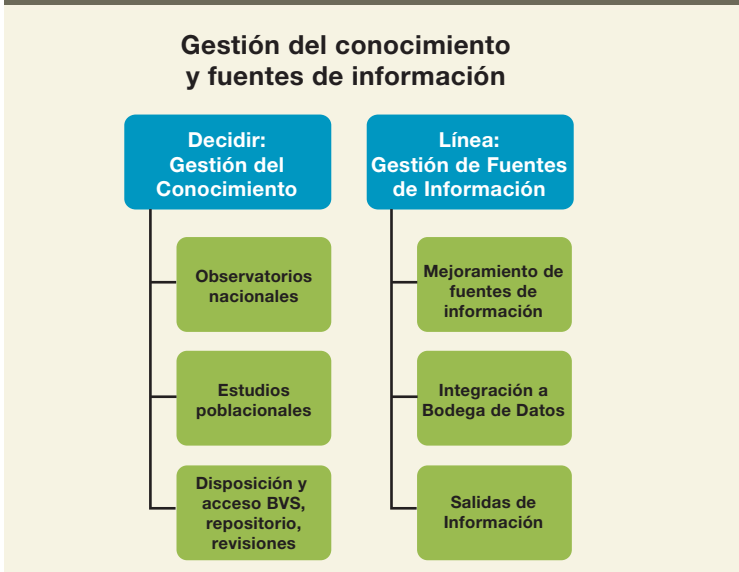 Gestión del conocimiento
y fuentes de información
Decidir:
Gestión del
Conocimiento
Observatorios
nacionales
Estudios
poblacionales
Disposición y
acceso BVS,
repositorio,
revisiones
Línea:
Gestión de Fuentes
de Información
Mejoramiento de
fuentes de
información
Integración a
Bodega de Datos
Salidas de
Información